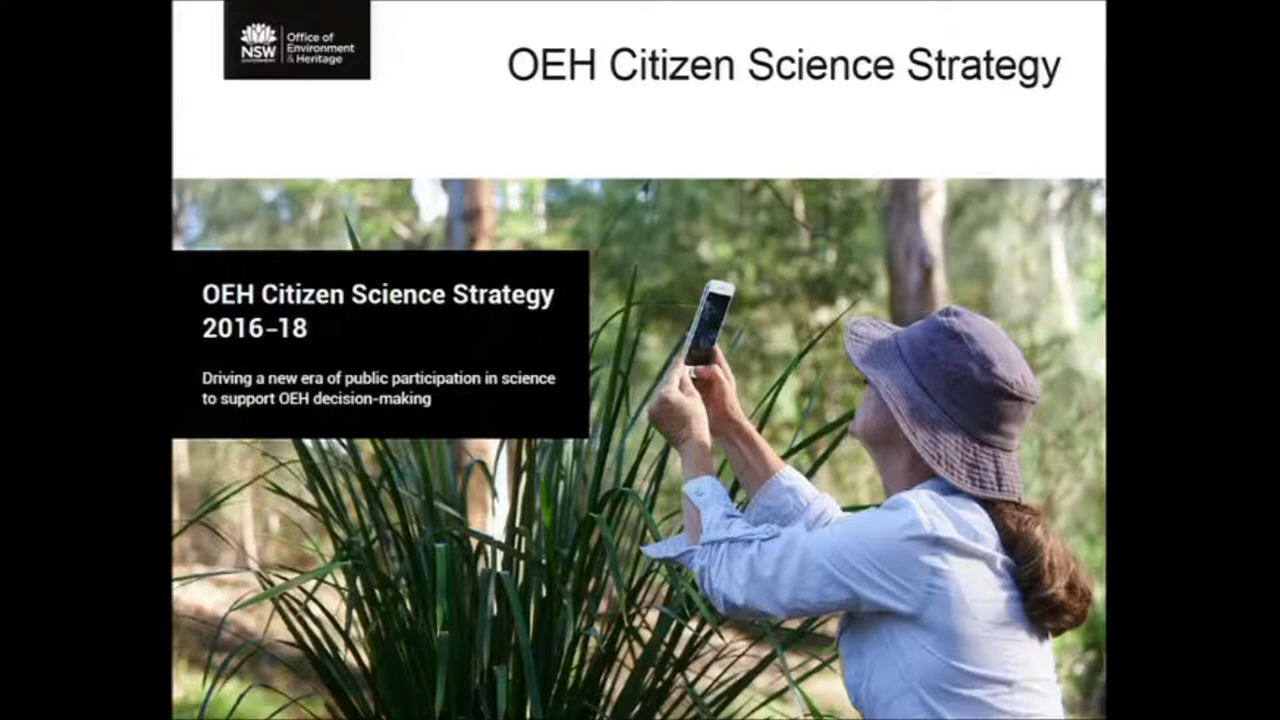 NSW
GOVERNMENT
Office of
Environment
& Heritage
OEH Citizen Science Strategy
OEH Citizen Science Strategy
2016–18
Driving a new era of public participation in science
to support OEH decision-making